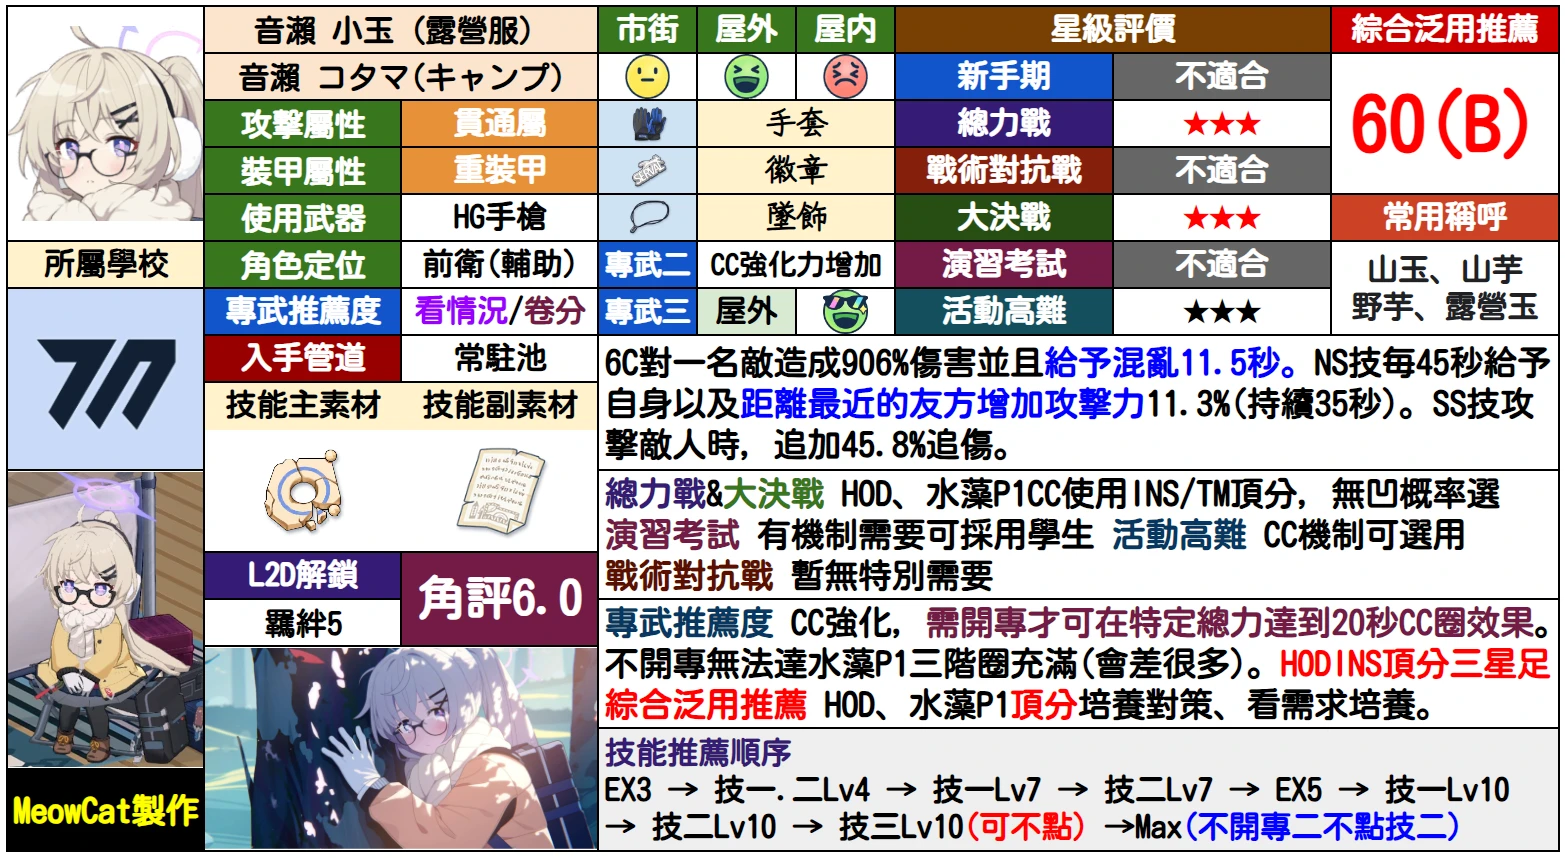 音瀨 小玉 (露營服)
音瀨 コタマ(キャンプ)
攻擊屬性 貫通屬
裝甲屬性 重裝甲
使用武器 HG手槍
角色定位 前衛(輔助)
專武推薦度 看情況/卷分
入手管道 常駐池
技能主素材 技能副素材
L2D解鎖
羈絆5
角評6.0
所屬學校
MeowCat製作
市街 屋外 屋内
手套
SERVAL
徽章
墜飾
專武二 CC強化力增加
專武三 屋外
星級評價
新手期 不適合
總力戰 ★★★
戰術對抗戰 不適合
大決戰 ★★★
演習考試 不適合
活動高難 ★★★
綜合泛用推薦
60(B)
常用稱呼
山玉、山芋
野芋、露營玉
6C對一名敵造成906%傷害並且給予混亂11.5秒。NS技每45秒給予
自身以及距離最近的友方增加攻擊力11.3%(持續35秒)。SS技攻
擊敵人時, 追加45.8%追傷。
總力戰&大決戰 HOD、水藻P1CC使用INS/TM頂分, 無凹概率選
演習考試 有機制需要可採用學生 活動高難 CC機制可選用
戰術對抗戰 暫無特別需要
專武推薦度 CC強化, 需開專才可在特定總力達到20秒CC圈效果。
不開專無法達水藻P1三階圈充滿(會差很多)。HODINS頂分三星足
綜合泛用推薦 HOD、水藻P1頂分培養對策、看需求培養。
技能推薦順序
EX3 → 技一.二Lv4 → 技一Lv7 → 技二Lv7 → EX5 → 技一Lv10
→ 技二Lv10 → 技三Lv10(可不點) →Max(不開專二不點技二)